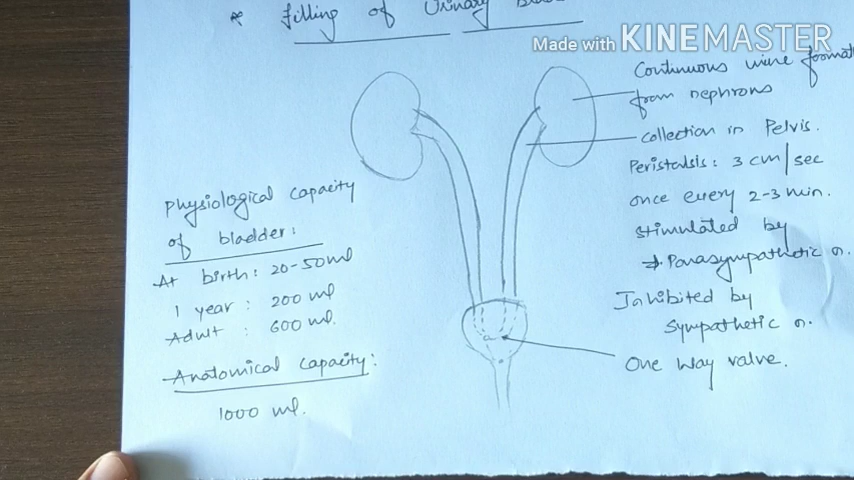 * Filling of Urinary
Made with KINEMASTER
Continuous urine format
from nephrons
collection in Pelvis.
Peristalsis: 3 cm/sec
once every 2-3 min.
stimulated by
→ Parasympathetic n.
Inhibited by
Sympathetic n.
One way valve.
Physiological capacity
of bladder:
At birth: 20-50ml
1 year: 200 ml
Adult: 600 ml.
Anatomical capacity:
1000 ml.